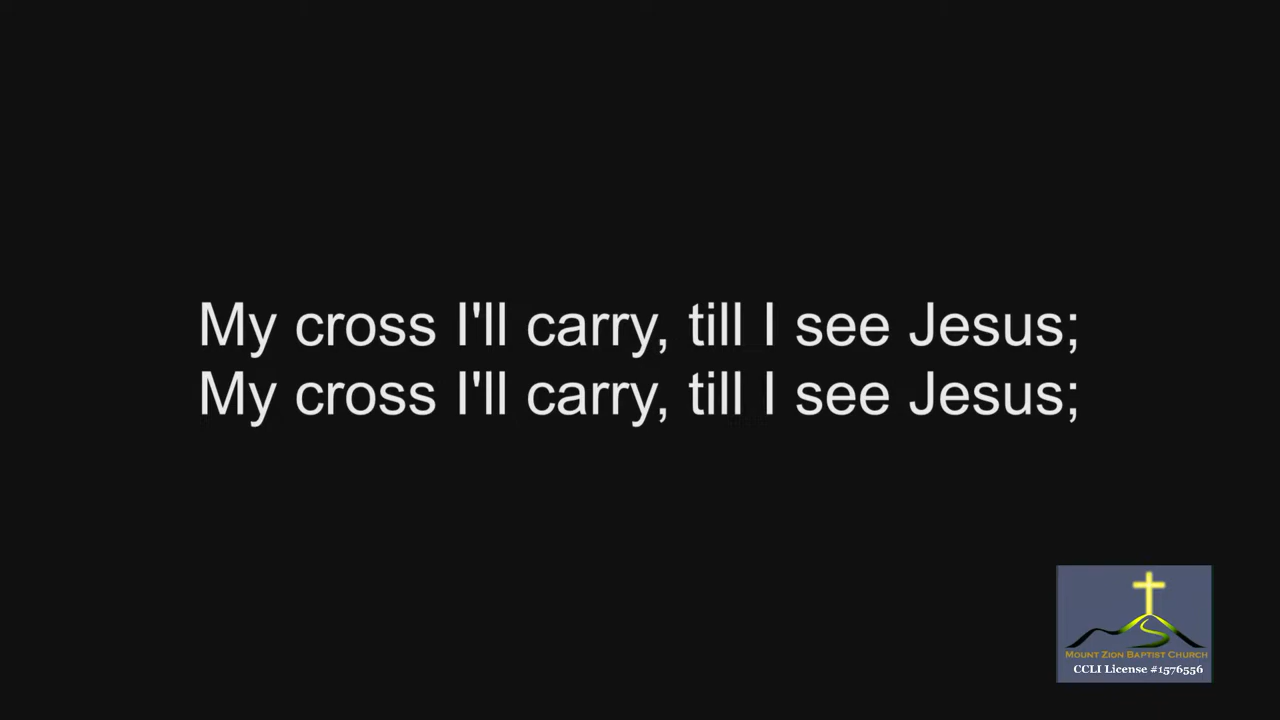 My cross I'll carry, till I see Jesus;
My cross I'll carry, till I see Jesus;
Mount Zion Baptist Church
CCLI License #1576556